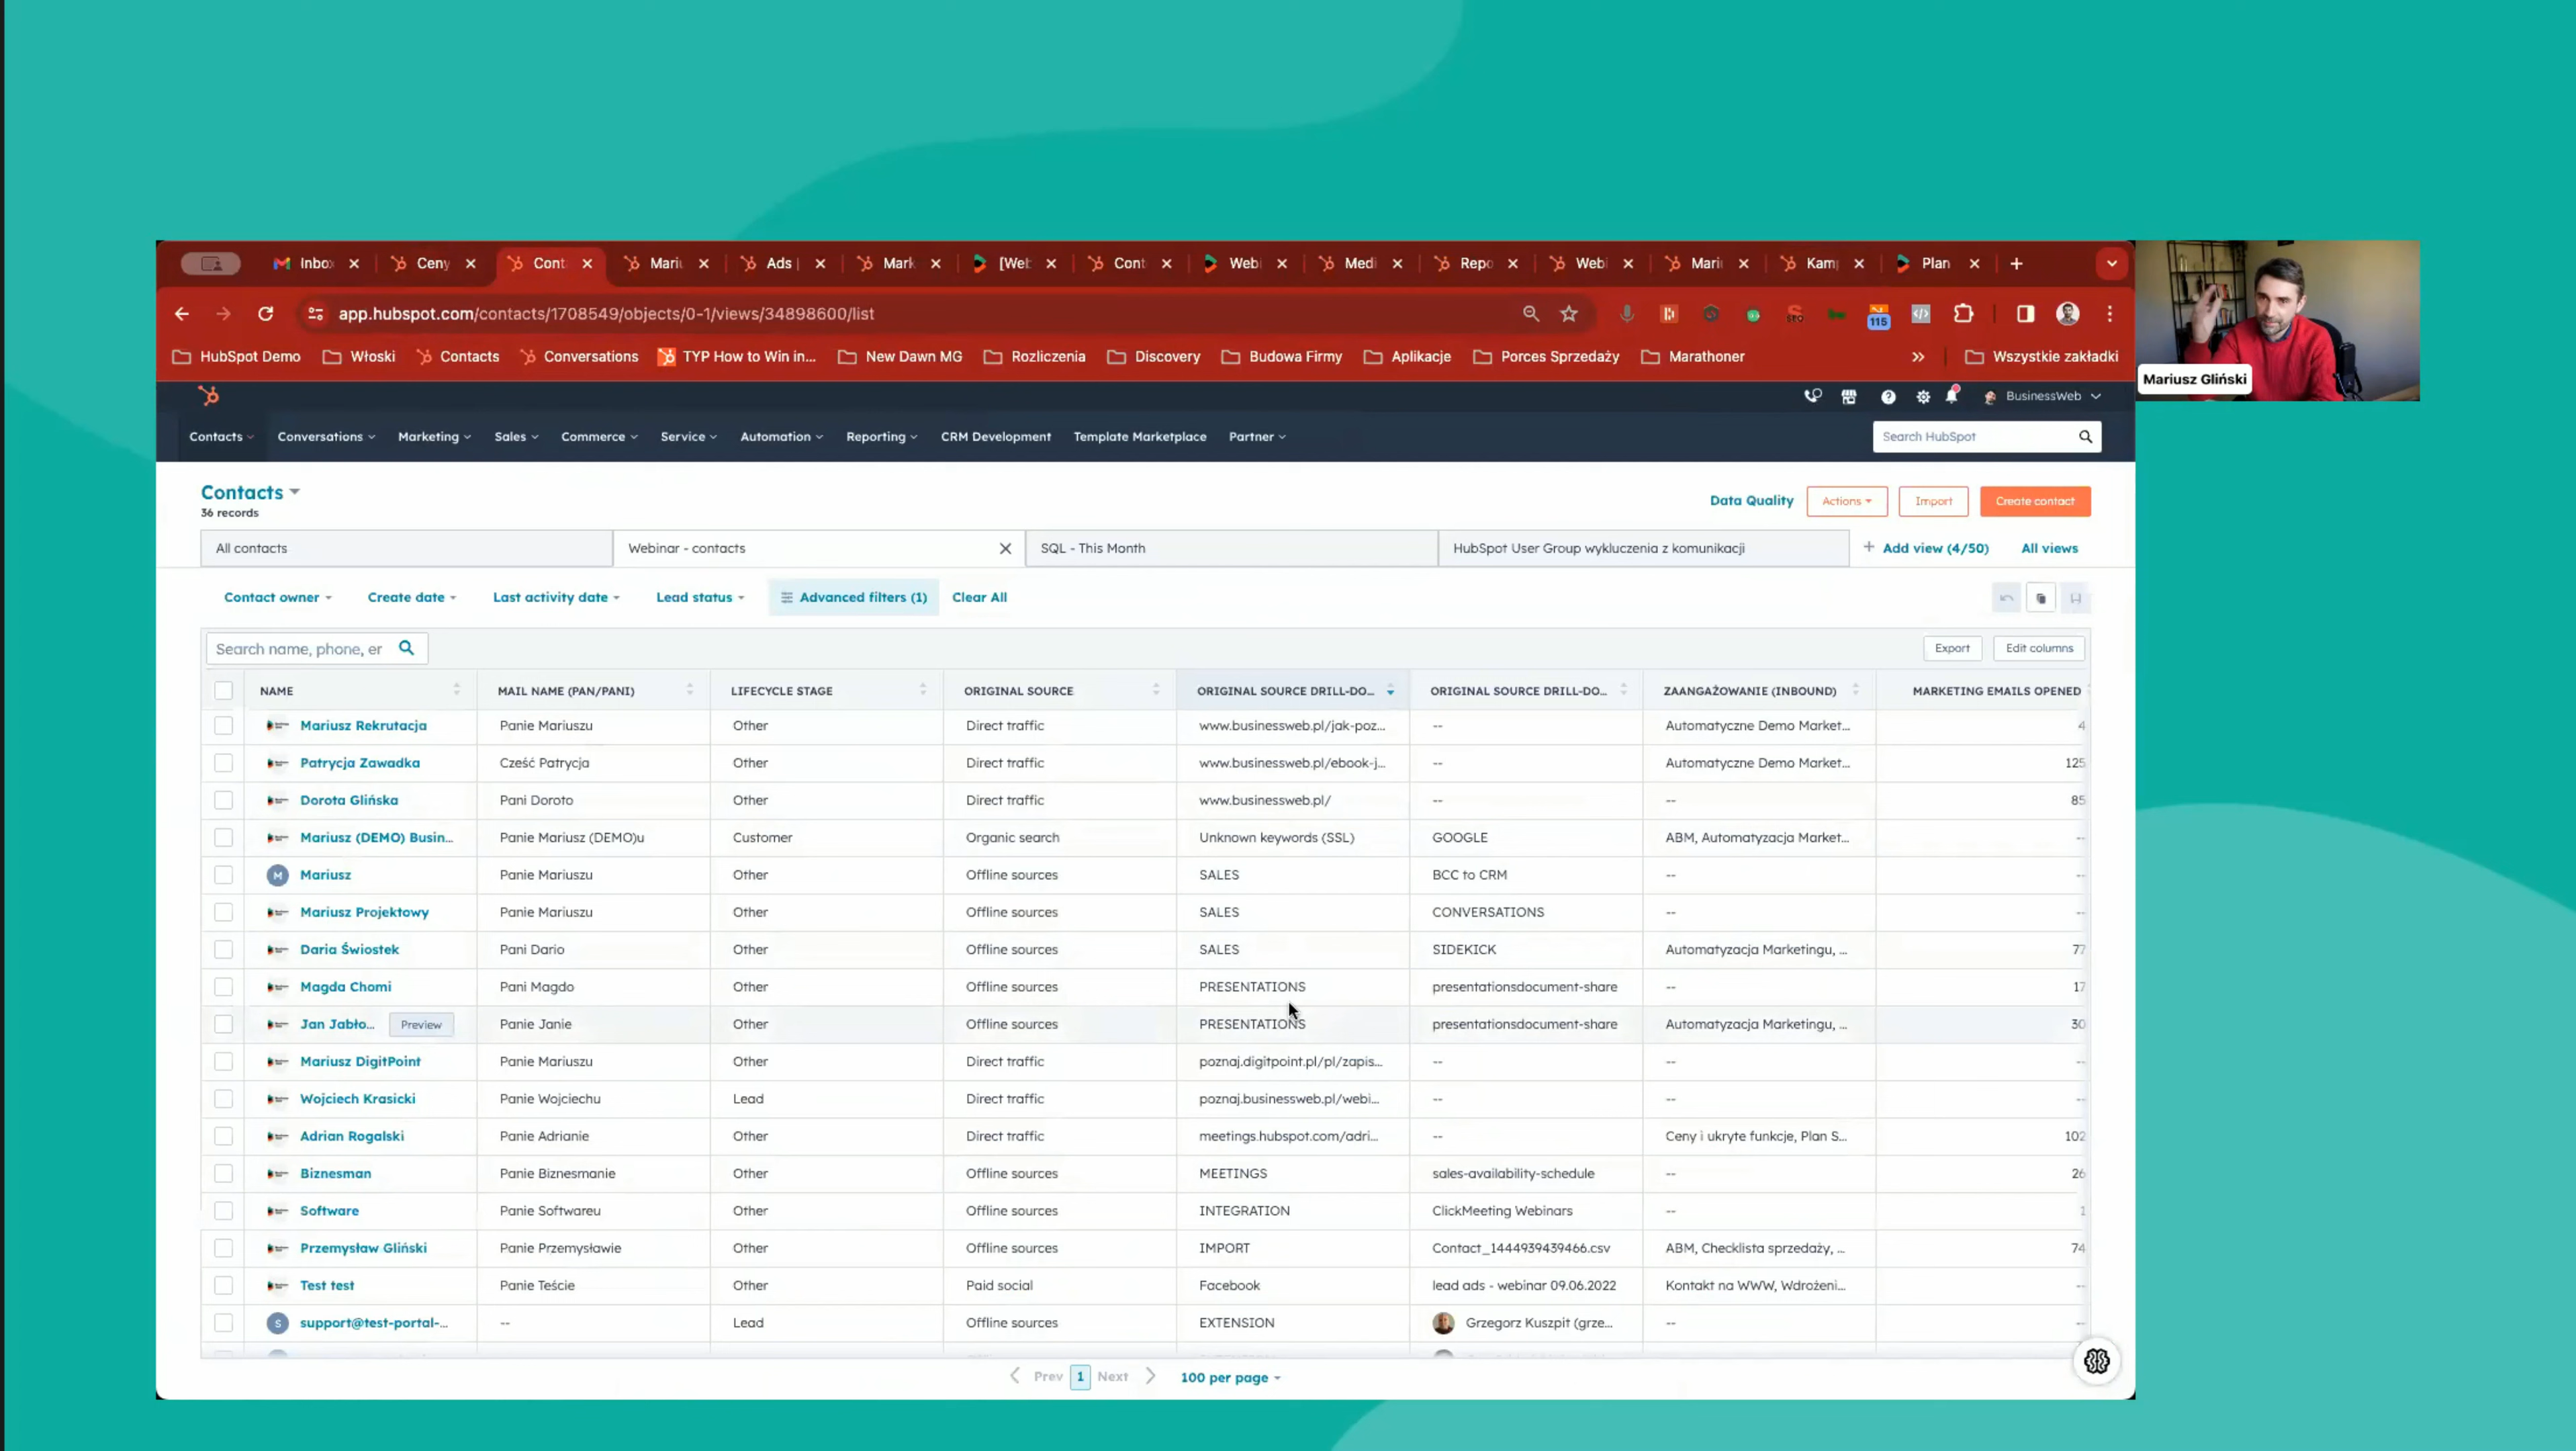 Inbo Ceny Cont Mari Ads | Mark [Wet Cont Webi Medi Repo Webi Mari Kam Plan
app.hubspot.com/contacts/1708549/objects/0-1/views/34898600/list 115
HubSpot Demo Włoski Contacts Conversations TYP How to Win in... New Dawn MG Rozliczenia Discovery Budowa Firmy Aplikacje Porces Sprzedaży Marathoner » Wszystkie zakładki
Mariusz Gliński
BusinessWeb
Contacts Conversations Marketing Sales Commerce Service Automation Reporting CRM Development Template Marketplace Partner Search HubSpot
Contacts
36 records
Data Quality Actions Import Create contact
All contacts Webinar - contacts SQL - This Month HubSpot User Group wykluczenia z komunikacji + Add view (4/50) All views
Contact owner Create date Last activity date Lead status Advanced filters (1) Clear All
Search name, phone, er Export Edit columns
NAME MAIL NAME (PAN/PANI) LIFECYCLE STAGE ORIGINAL SOURCE ORIGINAL SOURCE DRILL-DO... ORIGINAL SOURCE DRILL-DO... ZAANGAŻOWANIE (INBOUND) MARKETING EMAILS OPENED
Mariusz Rekrutacja Panie Mariuszu Other Direct traffic www.businessweb.pl/jak-poz... -- Automatyczne Demo Market... 4
Patrycja Zawadka Cześć Patrycja Other Direct traffic www.businessweb.pl/ebook-j... -- Automatyczne Demo Market... 125
Dorota Glińska Pani Doroto Other Direct traffic www.businessweb.pl/ -- -- 85
Mariusz (DEMO) Busin... Panie Mariusz (DEMO)u Customer Organic search Unknown keywords (SSL) GOOGLE ABM, Automatyzacja Market... --
M Mariusz Panie Mariuszu Other Offline sources SALES BCC to CRM -- --
Mariusz Projektowy Panie Mariuszu Other Offline sources SALES CONVERSATIONS -- --
Daria Świostek Pani Dario Other Offline sources SALES SIDEKICK Automatyzacja Marketingu, ... 77
Magda Chomi Pani Magdo Other Offline sources PRESENTATIONS presentationsdocument-share -- 17
Jan Jabło... Preview Panie Janie Other Offline sources PRESENTATIONS presentationsdocument-share Automatyzacja Marketingu, ... 30
Mariusz DigitPoint Panie Mariuszu Other Direct traffic poznaj.digitpoint.pl/pl/zapis... -- -- --
Wojciech Krasicki Panie Wojciechu Lead Direct traffic poznaj.businessweb.pl/webi... -- -- --
Adrian Rogalski Panie Adrianie Other Direct traffic meetings.hubspot.com/adri... -- Ceny i ukryte funkcje, Plan S... 102
Biznesman Panie Biznesmanie Other Offline sources MEETINGS sales-availability-schedule -- 26
Software Panie Softwareu Other Offline sources INTEGRATION ClickMeeting Webinars -- 1
Przemysław Gliński Panie Przemysławie Other Offline sources IMPORT Contact_1444939439466.csv ABM, Checklista sprzedaży, ... 74
Test test Panie Teście Other Paid social Facebook lead ads - webinar 09.06.2022 Kontakt na WWW, Wdrożeni... --
S support@test-portal-... -- Lead Offline sources EXTENSION Grzegorz Kuszpit (grze... -- --
Prev 1 Next 100 per page